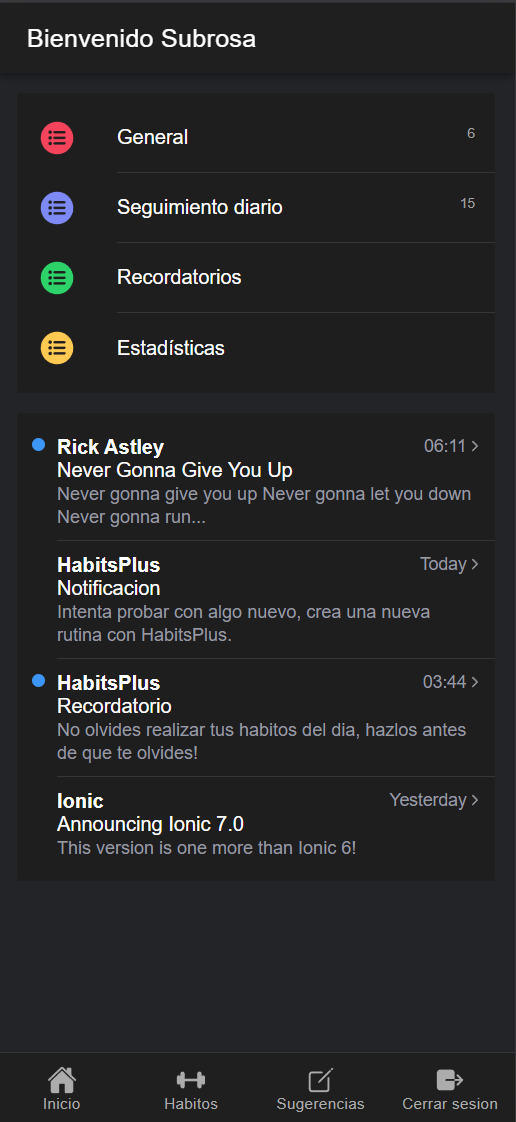 Bienvenido Subrosa
General 6
Seguimiento diario 15
Recordatorios
Estadísticas
Rick Astley 06:11
Never Gonna Give You Up
Never gonna give you up Never gonna let you down
Never gonna run...
HabitsPlus Today
Notificacion
Intenta probar con algo nuevo, crea una nueva
rutina con HabitsPlus.
HabitsPlus 03:44
Recordatorio
No olvides realizar tus habitos del dia, hazlos antes
de que te olvides!
Ionic Yesterday
Announcing Ionic 7.0
This version is one more than Ionic 6!
Inicio Habitos Sugerencias Cerrar sesion